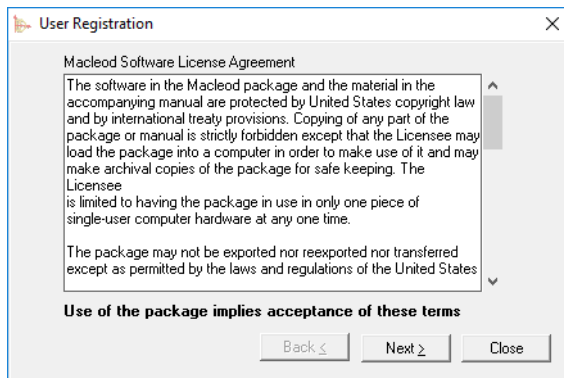 User Registration
Macleod Software License Agreement
The software in the Macleod package and the material in the
accompanying manual are protected by United States copyright law
and by international treaty provisions. Copying of any part of the
package or manual is strictly forbidden except that the Licensee may
load the package into a computer in order to make use of it and may
make archival copies of the package for safe keeping. The
Licensee
is limited to having the package in use in only one piece of
single-user computer hardware at any one time.
The package may not be exported nor reexported nor transferred
except as permitted by the laws and regulations of the United States
Use of the package implies acceptance of these terms
Back <
Next >
Close